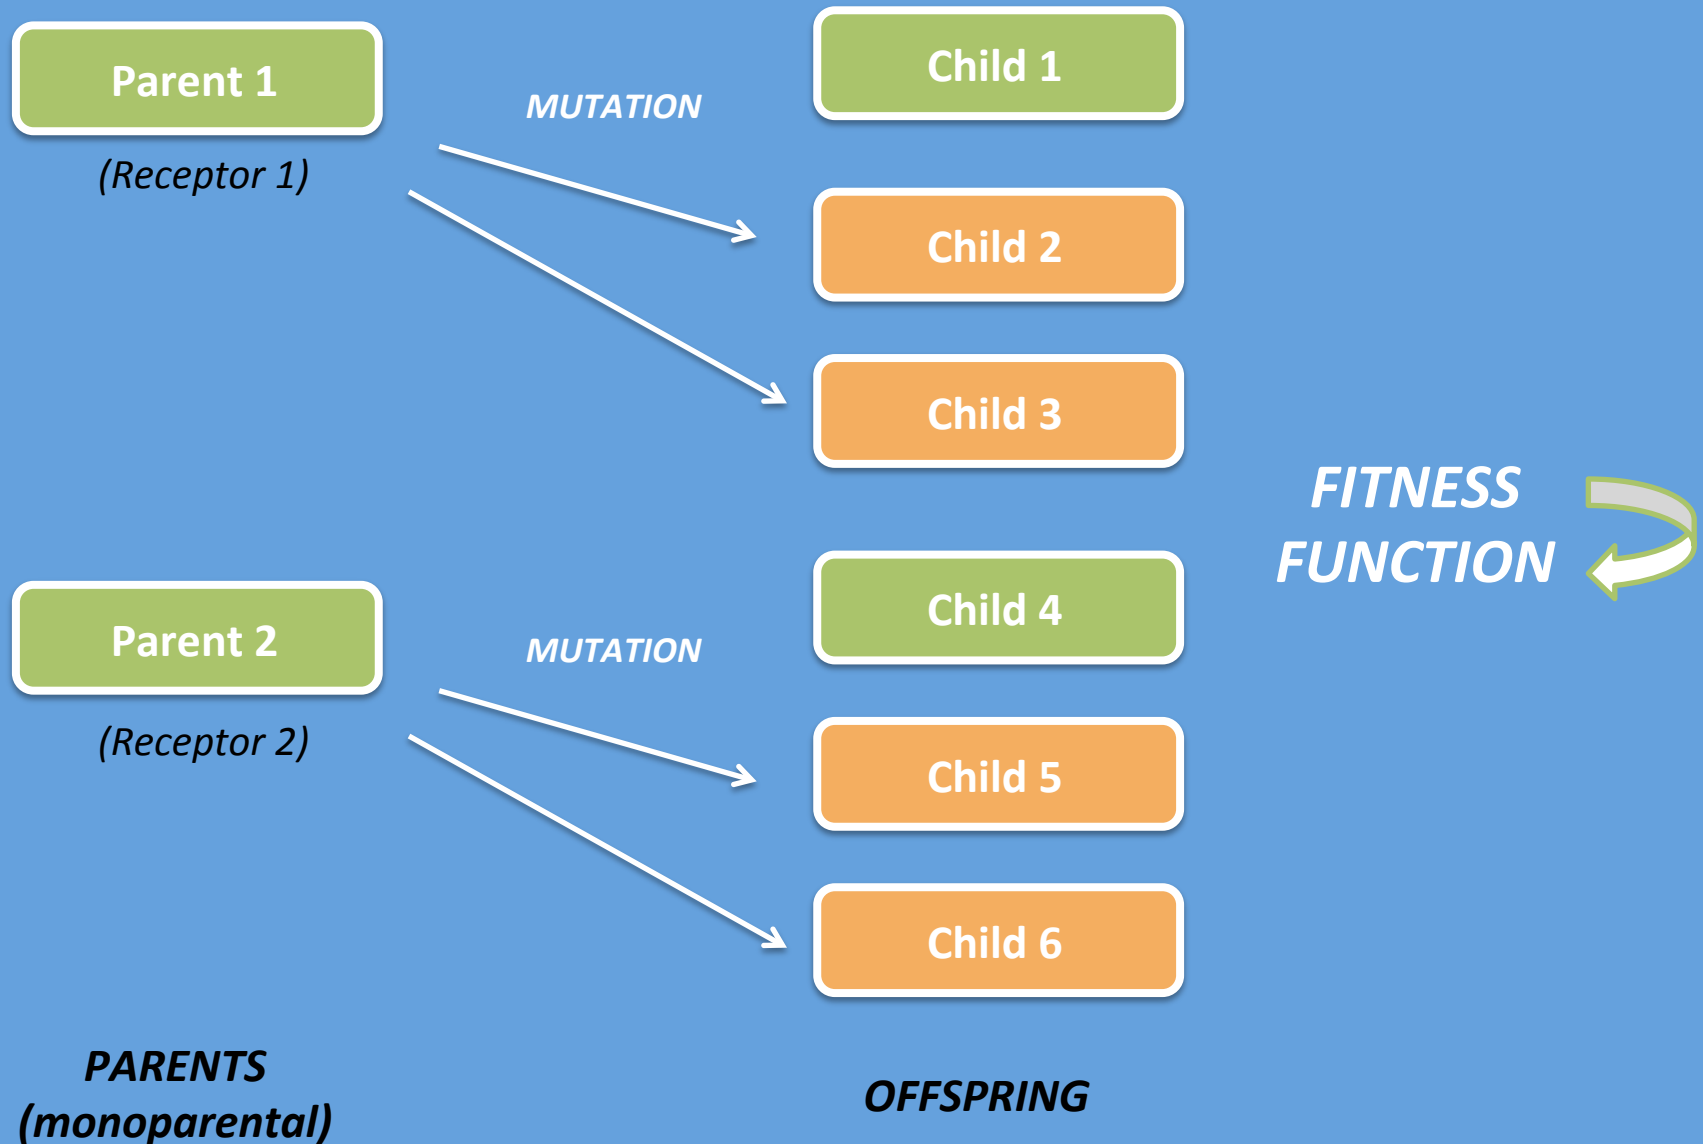 Parent 1
(Receptor 1)
MUTATION
Child 1
Child 2
Child 3
Parent 2
(Receptor 2)
MUTATION
Child 4
Child 5
Child 6
FITNESS
FUNCTION
PARENTS
(monoparental)
OFFSPRING